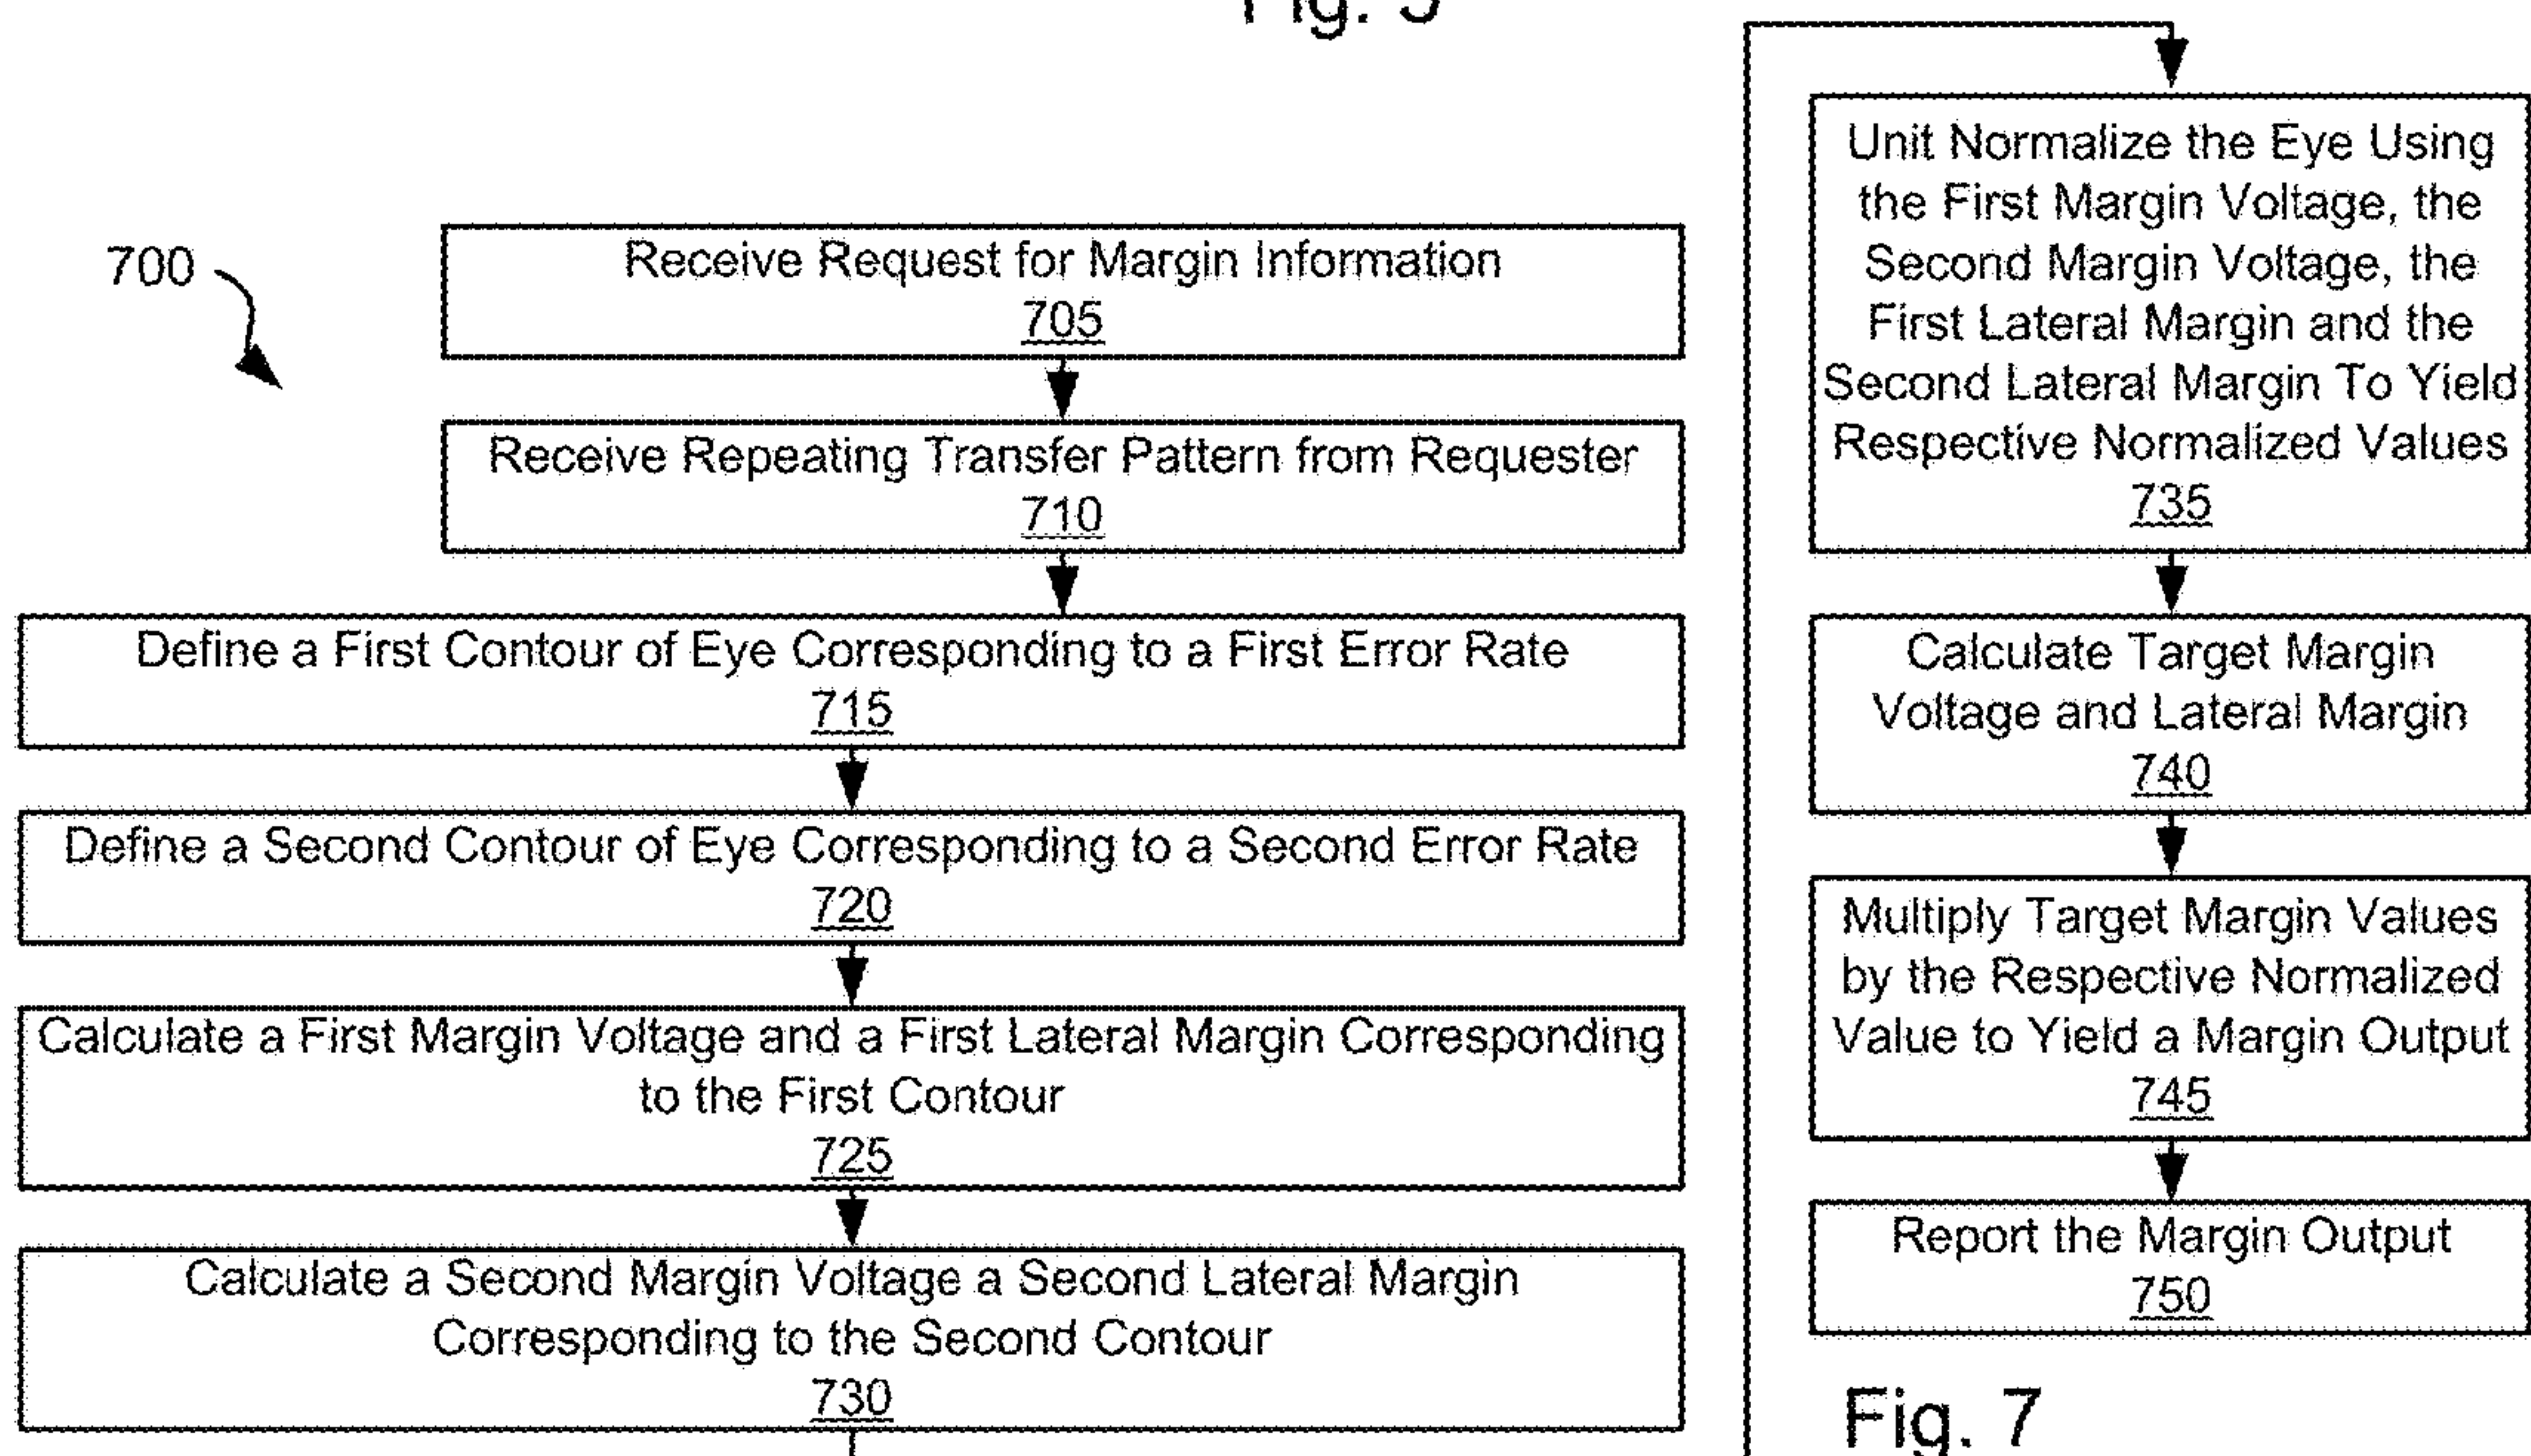 700
Receive Request for Margin Information
705
Receive Repeating Transfer Pattern from Requester
710
Define a First Contour of Eye Corresponding to a First Error Rate
715
Define a Second Contour of Eye Corresponding to a Second Error Rate
720
Calculate a First Margin Voltage and a First Lateral Margin Corresponding
to the First Contour
725
Calculate a Second Margin Voltage a Second Lateral Margin
Corresponding to the Second Contour
730
Unit Normalize the Eye Using
the First Margin Voltage, the
Second Margin Voltage, the
First Lateral Margin and the
Second Lateral Margin To Yield
Respective Normalized Values
735
Calculate Target Margin
Voltage and Lateral Margin
740
Multiply Target Margin Values
by the Respective Normalized
Value to Yield a Margin Output
745
Report the Margin Output
750
Fig. 7